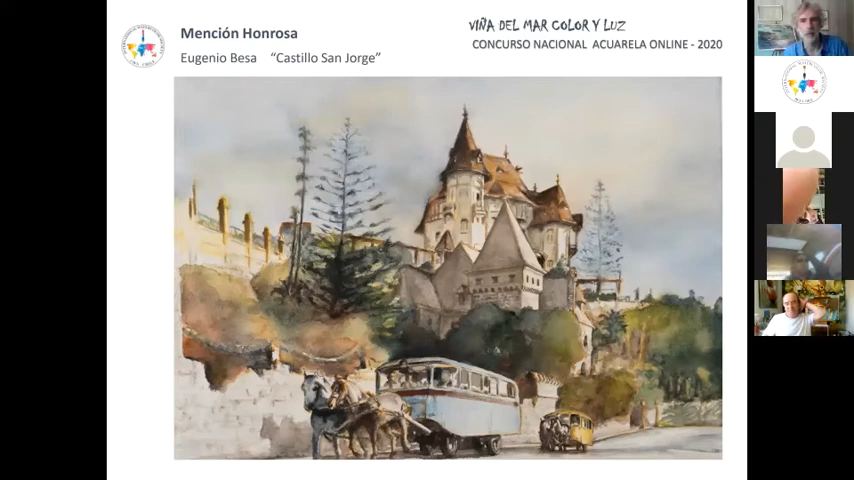 Mención Honrosa
Eugenio Besa "Castillo San Jorge"
VIÑA DEL MAR COLOR Y LUZ
CONCURSO NACIONAL ACUARELA ONLINE - 2020